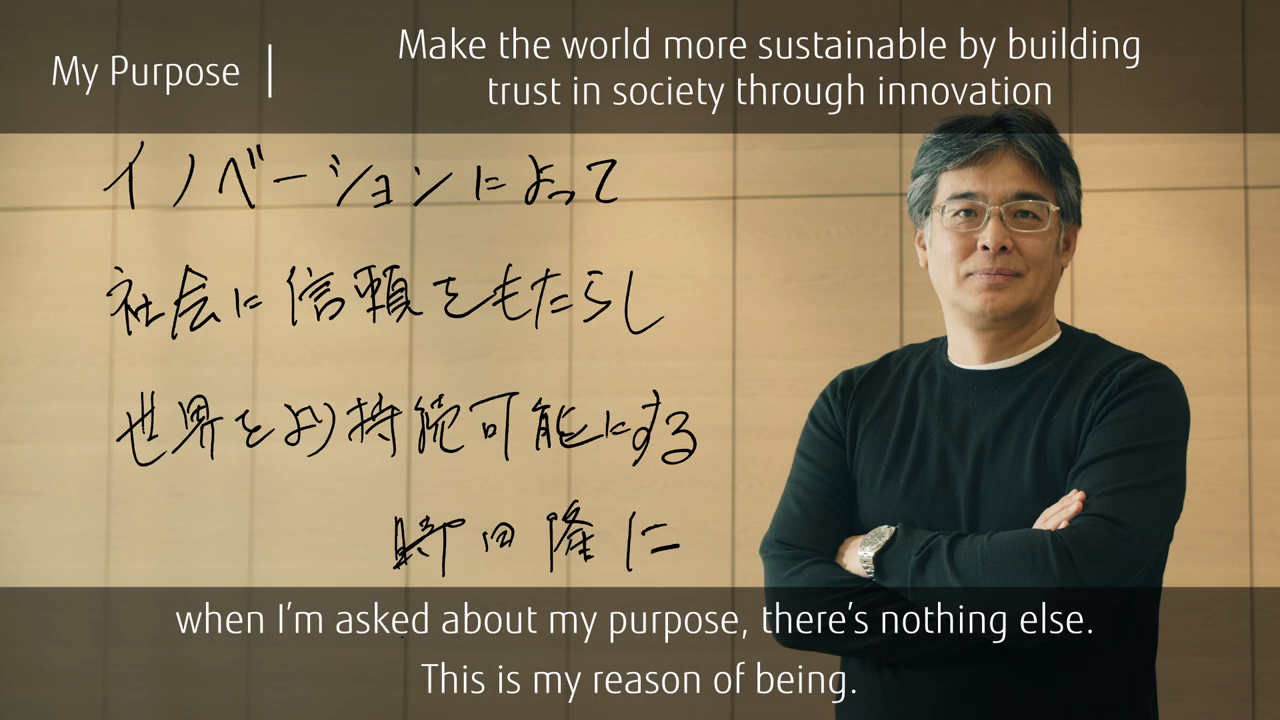 My Purpose
Make the world more sustainable by building
trust in society through innovation
イノベーションによって
社会に信頼をもたらし
世界をより持続可能にする
時田隆仁
when I'm asked about my purpose, there's nothing else.
This is my reason of being.